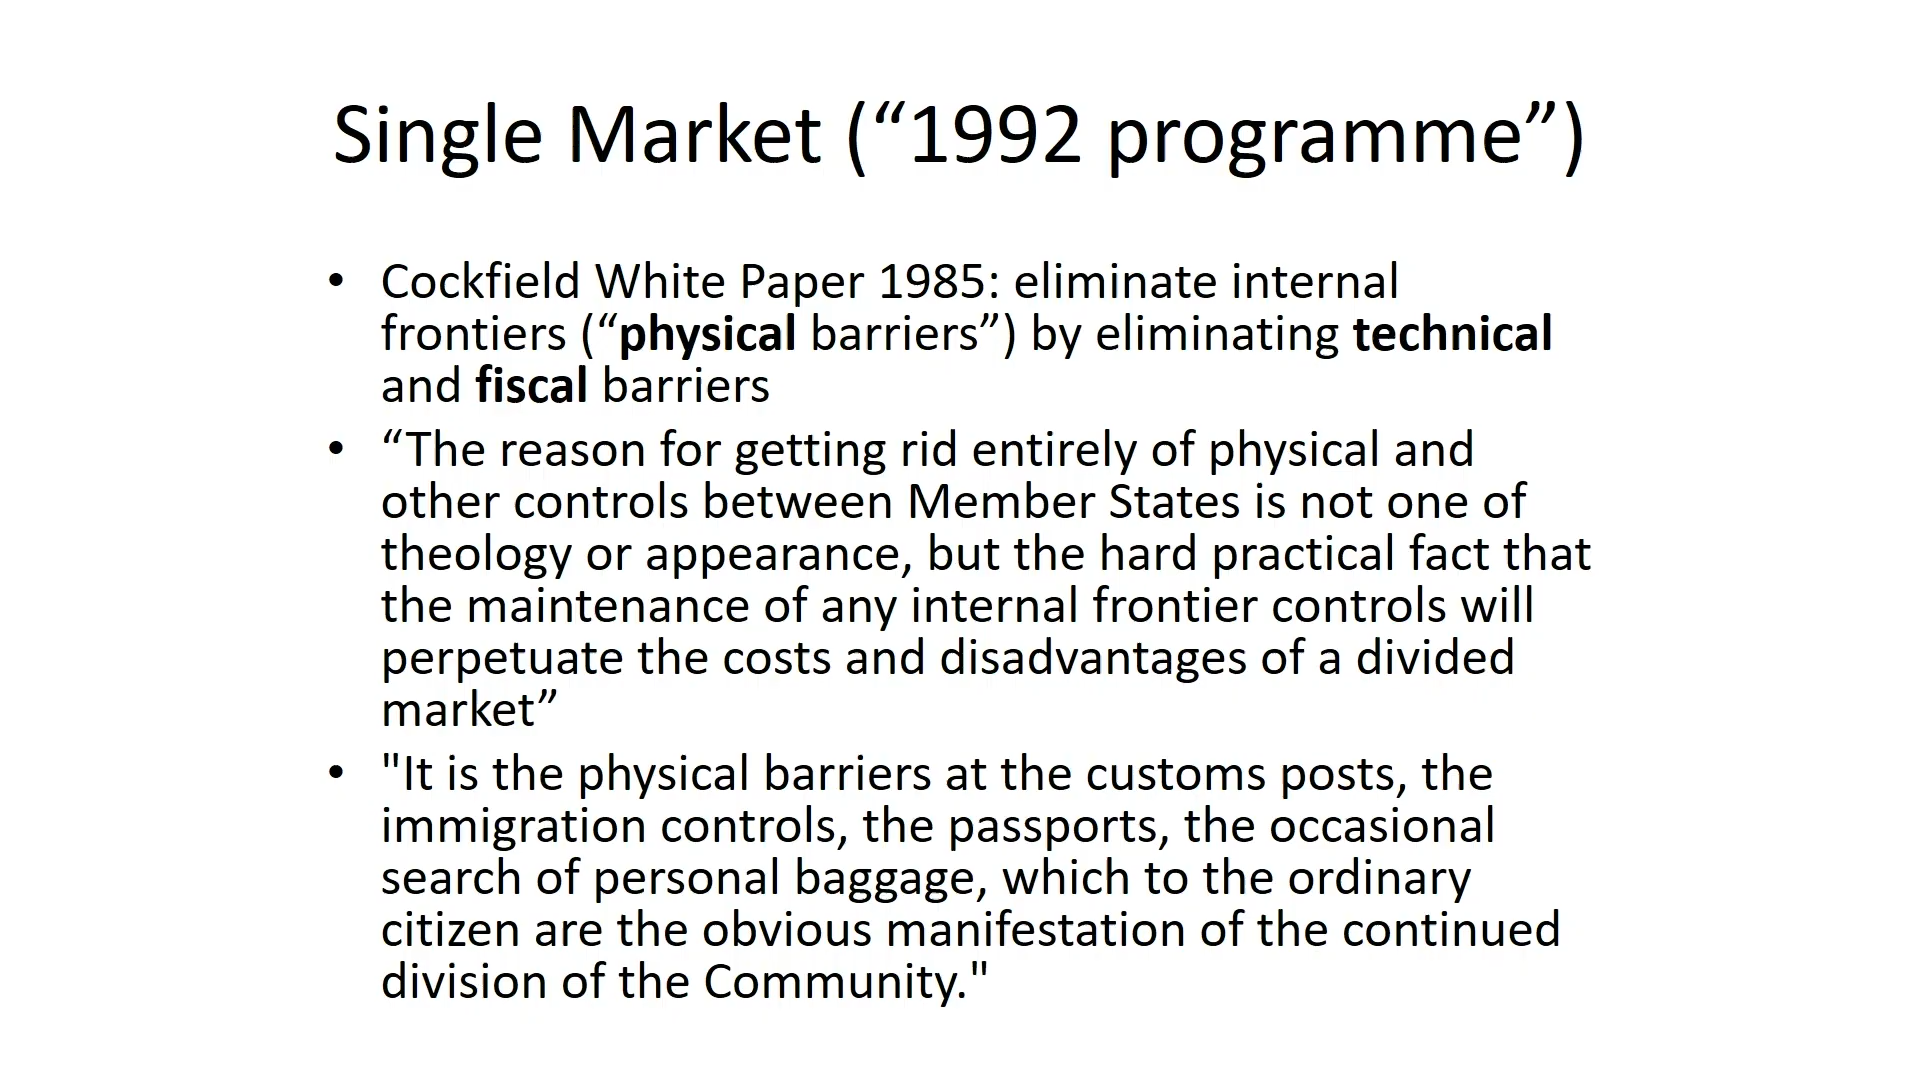 Single Market (“1992 programme”)
• Cockfield White Paper 1985: eliminate internal
frontiers (“physical barriers”) by eliminating technical
and fiscal barriers
• “The reason for getting rid entirely of physical and
other controls between Member States is not one of
theology or appearance, but the hard practical fact that
the maintenance of any internal frontier controls will
perpetuate the costs and disadvantages of a divided
market”
• "It is the physical barriers at the customs posts, the
immigration controls, the passports, the occasional
search of personal baggage, which to the ordinary
citizen are the obvious manifestation of the continued
division of the Community."